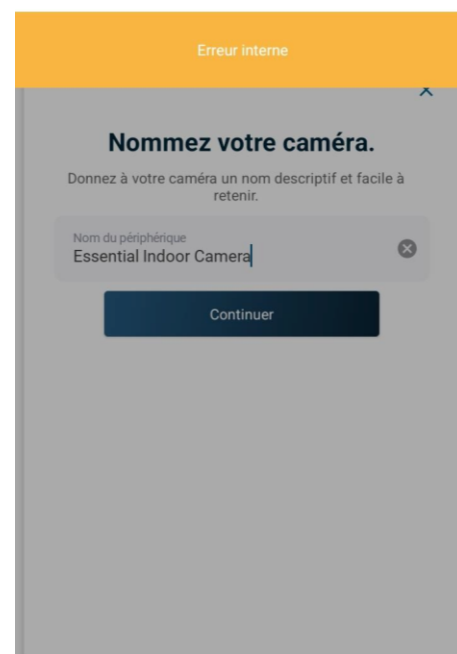 Erreur interne
Nommez votre caméra.
Donnez à votre caméra un nom descriptif et facile à
retenir.
Nom du périphérique
Essential Indoor Camera
Continuer